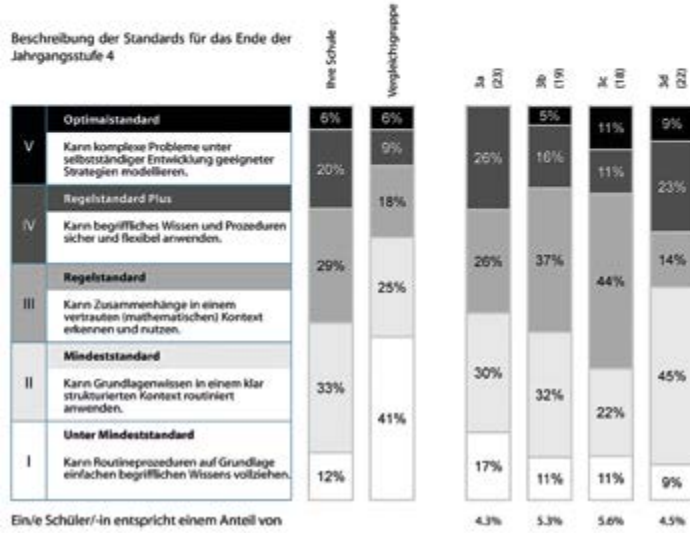 Beschreibung der Standards für das Ende der
Jahrgangsstufe 4
Ihre Schule
Vergleichsgruppe
3a
(23)
3b
(19)
3c
(18)
3d
(22)
V
Optimalstandard
Kann komplexe Probleme unter
selbstständiger Entwicklung geeigneter
Strategien modellieren.
IV
Regelstandard Plus
Kann begriffliches Wissen und Prozeduren
sicher und flexibel anwenden.
III
Regelstandard
Kann Zusammenhänge in einem
vertrauten (mathematischen) Kontext
erkennen und nutzen.
II
Mindeststandard
Kann Grundlagenwissen in einem klar
strukturierten Kontext routiniert
anwenden.
I
Unter Mindeststandard
Kann Routineprozeduren auf Grundlage
einfachen begrifflichen Wissens vollziehen.
6%
20%
29%
33%
12%
6%
9%
18%
25%
41%
26%
26%
30%
17%
5%
16%
37%
32%
11%
11%
11%
44%
22%
11%
9%
23%
14%
45%
9%
Ein/e Schüler/-in entspricht einem Anteil von
4.3%
5.3%
5.6%
4.5%